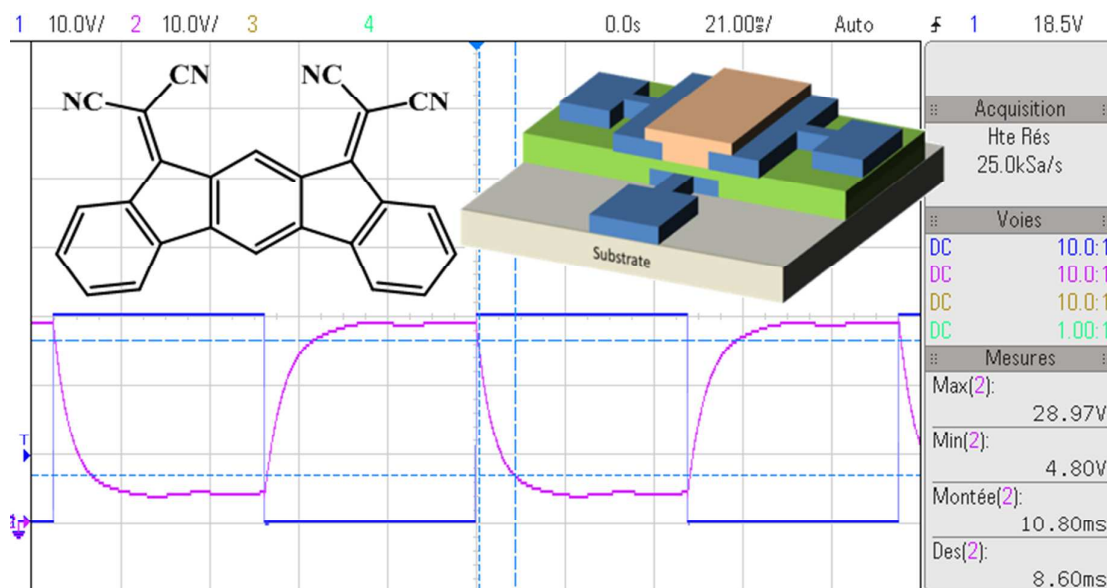 1 10.0V/ 2 10.0V/ 3 4 0.0s 21.00ms/ Auto 1 18.5V
CN NC
NC CN
Substrate
Acquisition
Hte Rés
25.0kSa/s
Voies
DC 10.0:1
DC 10.0:1
DC 10.0:1
DC 1.00:1
Mesures
Max(2):
28.97V
Min(2):
4.80V
Montée(2)
10.80ms
Des(2):
8.60ms
T